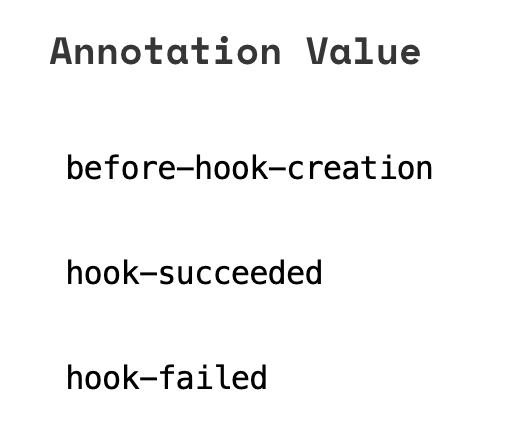 Annotation Value
before-hook-creation
hook-succeeded
hook-failed